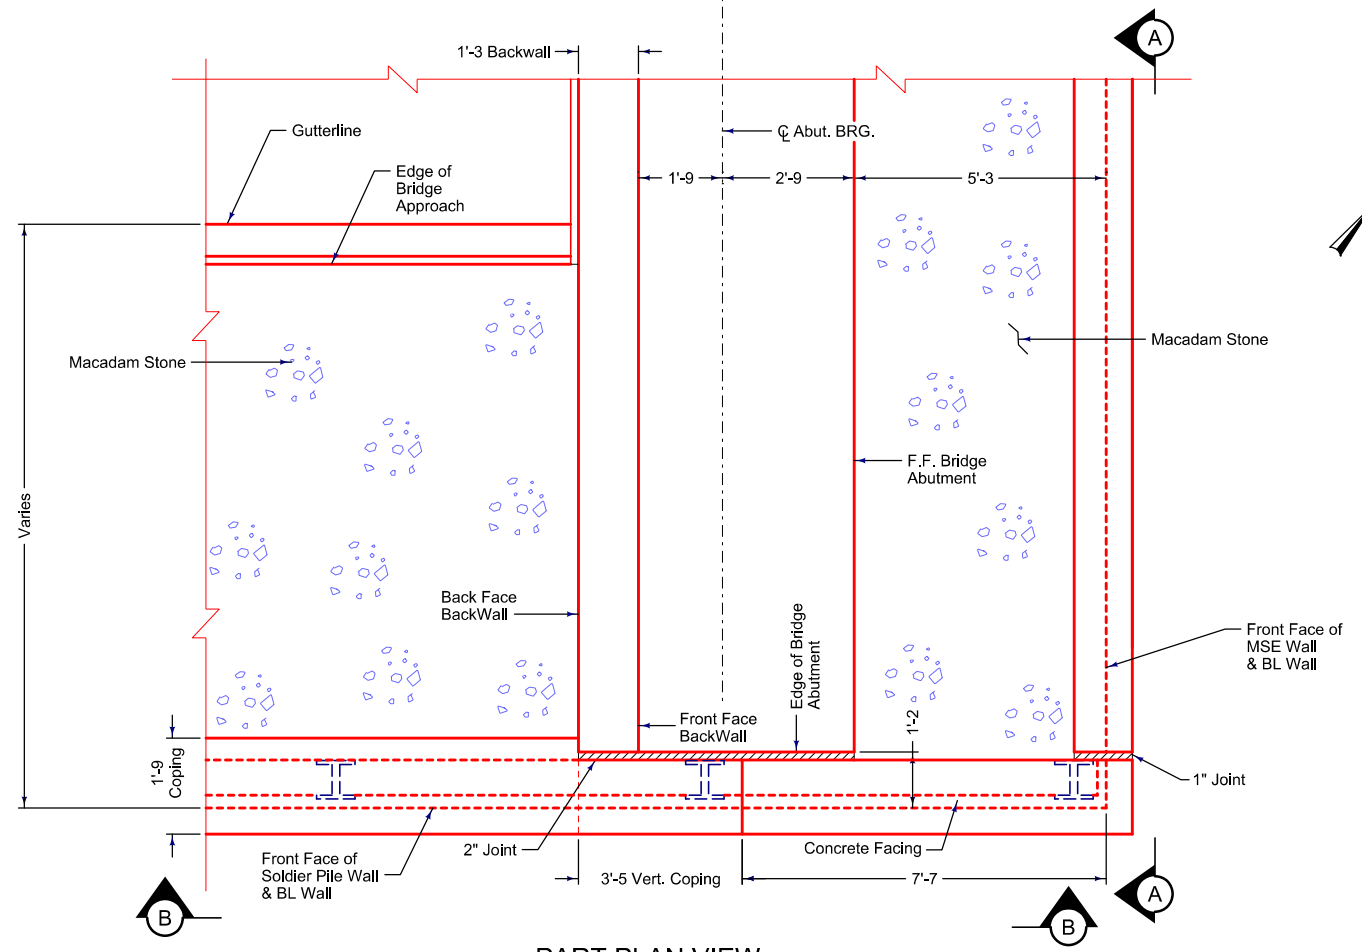 A
1'-3 Backwall
Gutterline
℄ Abut. BRG.
Edge of
Bridge
Approach
1'-9
2'-9
5'-3
Macadam Stone
Macadam Stone
F.F. Bridge
Abutment
Varies
Back Face
BackWall
Edge of Bridge
Abutment
Front Face of
MSE Wall
& BL Wall
Front Face
BackWall
1'-2
1'-9
Coping
1" Joint
2" Joint
Concrete Facing
Front Face of
Soldier Pile Wall
& BL Wall
3'-5 Vert. Coping
7'-7
A
B
B
PART PLAN VIEW